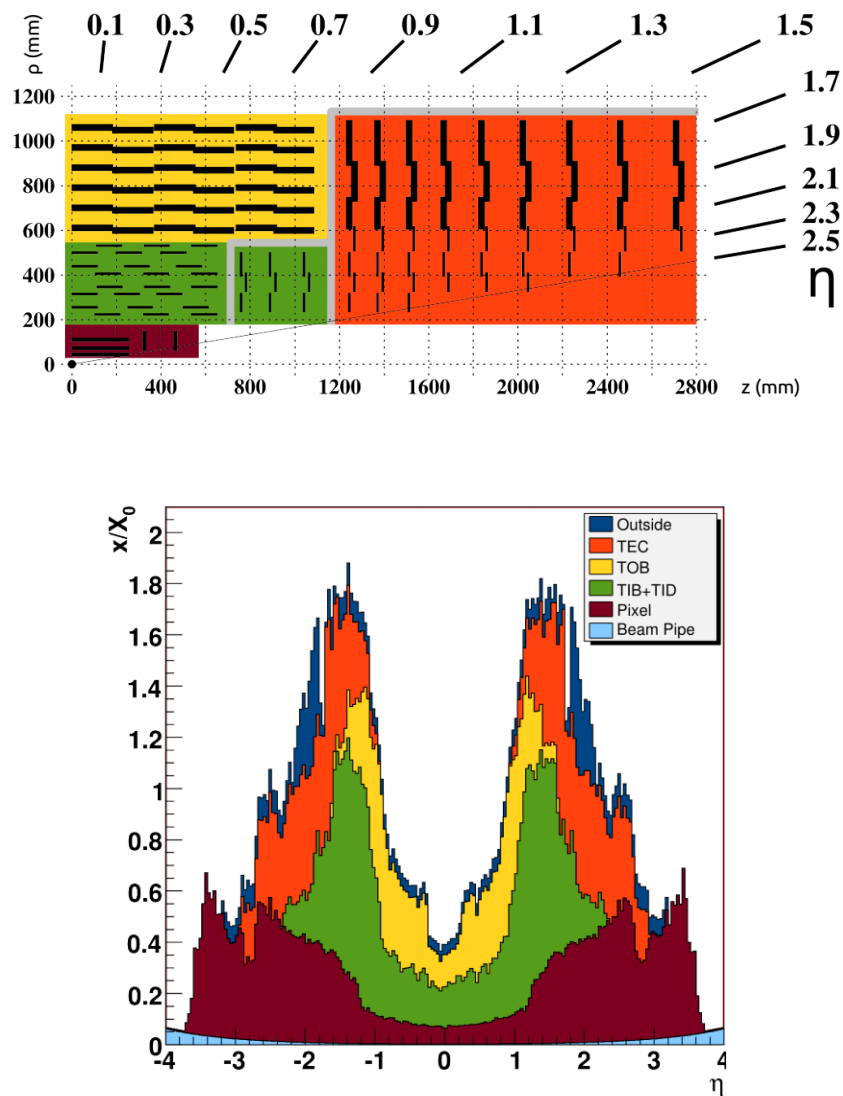 0.1 0.3 0.5 0.7 0.9 1.1 1.3 1.5
ρ (mm)
1.7
1.9
2.1
2.3
2.5
η
1200
1000
800
600
400
200
0
0 400 800 1200 1600 2000 2400 2800 z (mm)
x/X0
Outside
TEC
TOB
TIB+TID
Pixel
Beam Pipe
2
1.8
1.6
1.4
1.2
1
0.8
0.6
0.4
0.2
0
-4 -3 -2 -1 0 1 2 3 4
η